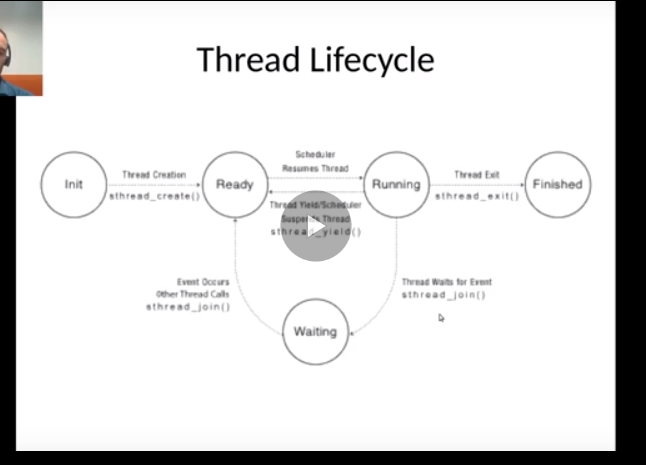 Thread Lifecycle
Scheduler
Resumes Thread
Thread Creation
Thread Exit
Init
Ready
Running
Finished
sthread_create()
sthread_exit()
Thread Yield/Scheduler
Suspends Thread
sthread_yield()
Event Occurs
Other Thread Calls
sthread_join()
Thread Waits for Event
sthread_join()
Waiting